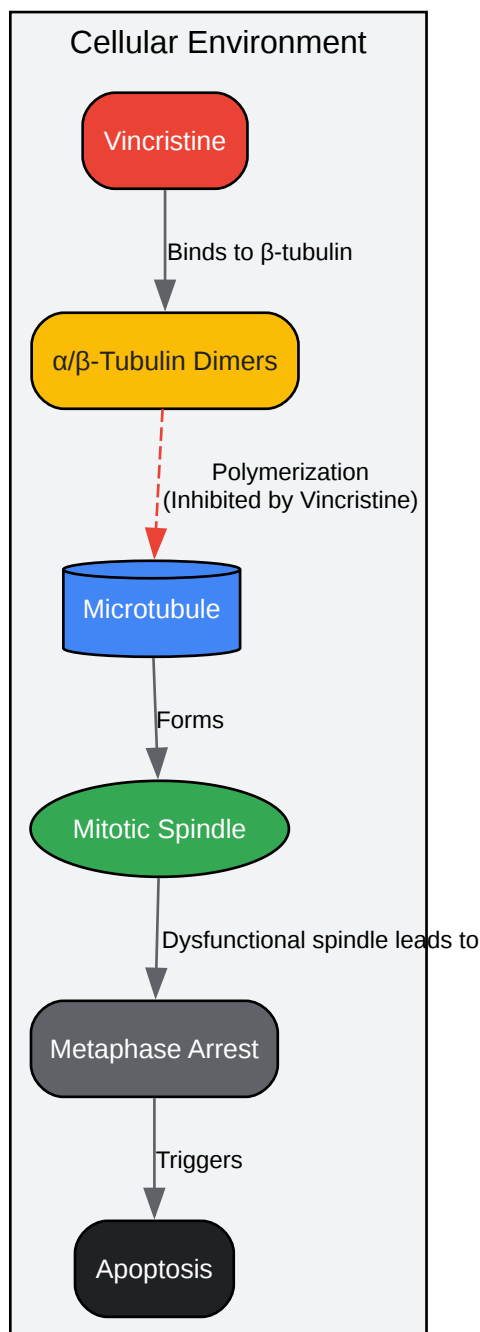 Cellular Environment
Vincristine
Binds to β-tubulin
α/β-Tubulin Dimers
Polymerization
(Inhibited by Vincristine)
Microtubule
Forms
Mitotic Spindle
Dysfunctional spindle leads to
Metaphase Arrest
Triggers
Apoptosis